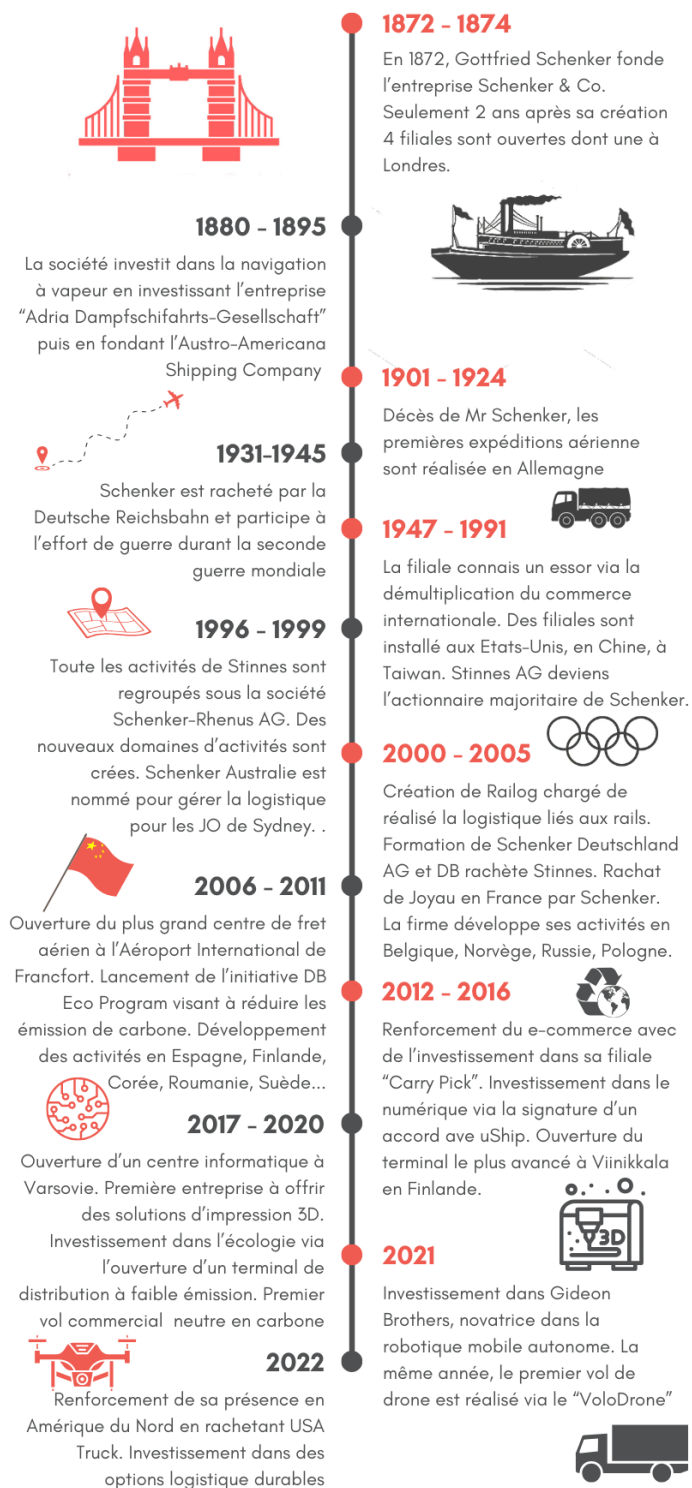 1872 - 1874
En 1872, Gottfried Schenker fonde
l'entreprise Schenker & Co.
Seulement 2 ans après sa création
4 filiales sont ouvertes dont une à
Londres.
1880 - 1895
La société investit dans la navigation
à vapeur en investissant l'entreprise
"Adria Dampfschifahrts-Gesellschaft"
puis en fondant l'Austro-Americana
Shipping Company
1901 - 1924
Décès de Mr Schenker, les
premières expéditions aérienne
sont réalisée en Allemagne
1931-1945
Schenker est racheté par la
Deutsche Reichsbahn et participe à
l'effort de guerre durant la seconde
guerre mondiale
1947 - 1991
La filiale connais un essor via la
démultiplication du commerce
internationale. Des filiales sont
installé aux Etats-Unis, en Chine, à
Taiwan. Stinnes AG deviens
l'actionnaire majoritaire de Schenker.
1996 - 1999
Toute les activités de Stinnes sont
regroupés sous la société
Schenker-Rhenus AG. Des
nouveaux domaines d'activités sont
crées. Schenker Australie est
nommé pour gérer la logistique
pour les JO de Sydney. .
2000 - 2005
Création de Railog chargé de
réalisé la logistique liés aux rails.
Formation de Schenker Deutschland
AG et DB rachète Stinnes. Rachat
de Joyau en France par Schenker.
La firme développe ses activités en
Belgique, Norvège, Russie, Pologne.
2006 - 2011
Ouverture du plus grand centre de fret
aérien à l'Aéroport International de
Francfort. Lancement de l'initiative DB
Eco Program visant à réduire les
émission de carbone. Développement
des activités en Espagne, Finlande,
Corée, Roumanie, Suède...
2012 - 2016
Renforcement du e-commerce avec
de l'investissement dans sa filiale
"Carry Pick". Investissement dans le
numérique via la signature d'un
accord ave uShip. Ouverture du
terminal le plus avancé à Viinikkala
en Finlande.
2017 - 2020
Ouverture d'un centre informatique à
Varsovie. Première entreprise à offrir
des solutions d'impression 3D.
Investissement dans l'écologie via
l'ouverture d'un terminal de
distribution à faible émission. Premier
vol commercial neutre en carbone
3D
2021
Investissement dans Gideon
Brothers, novatrice dans la
robotique mobile autonome. La
même année, le premier vol de
drone est réalisé via le "VoloDrone"
2022
Renforcement de sa présence en
Amérique du Nord en rachetant USA
Truck. Investissement dans des
options logistique durables